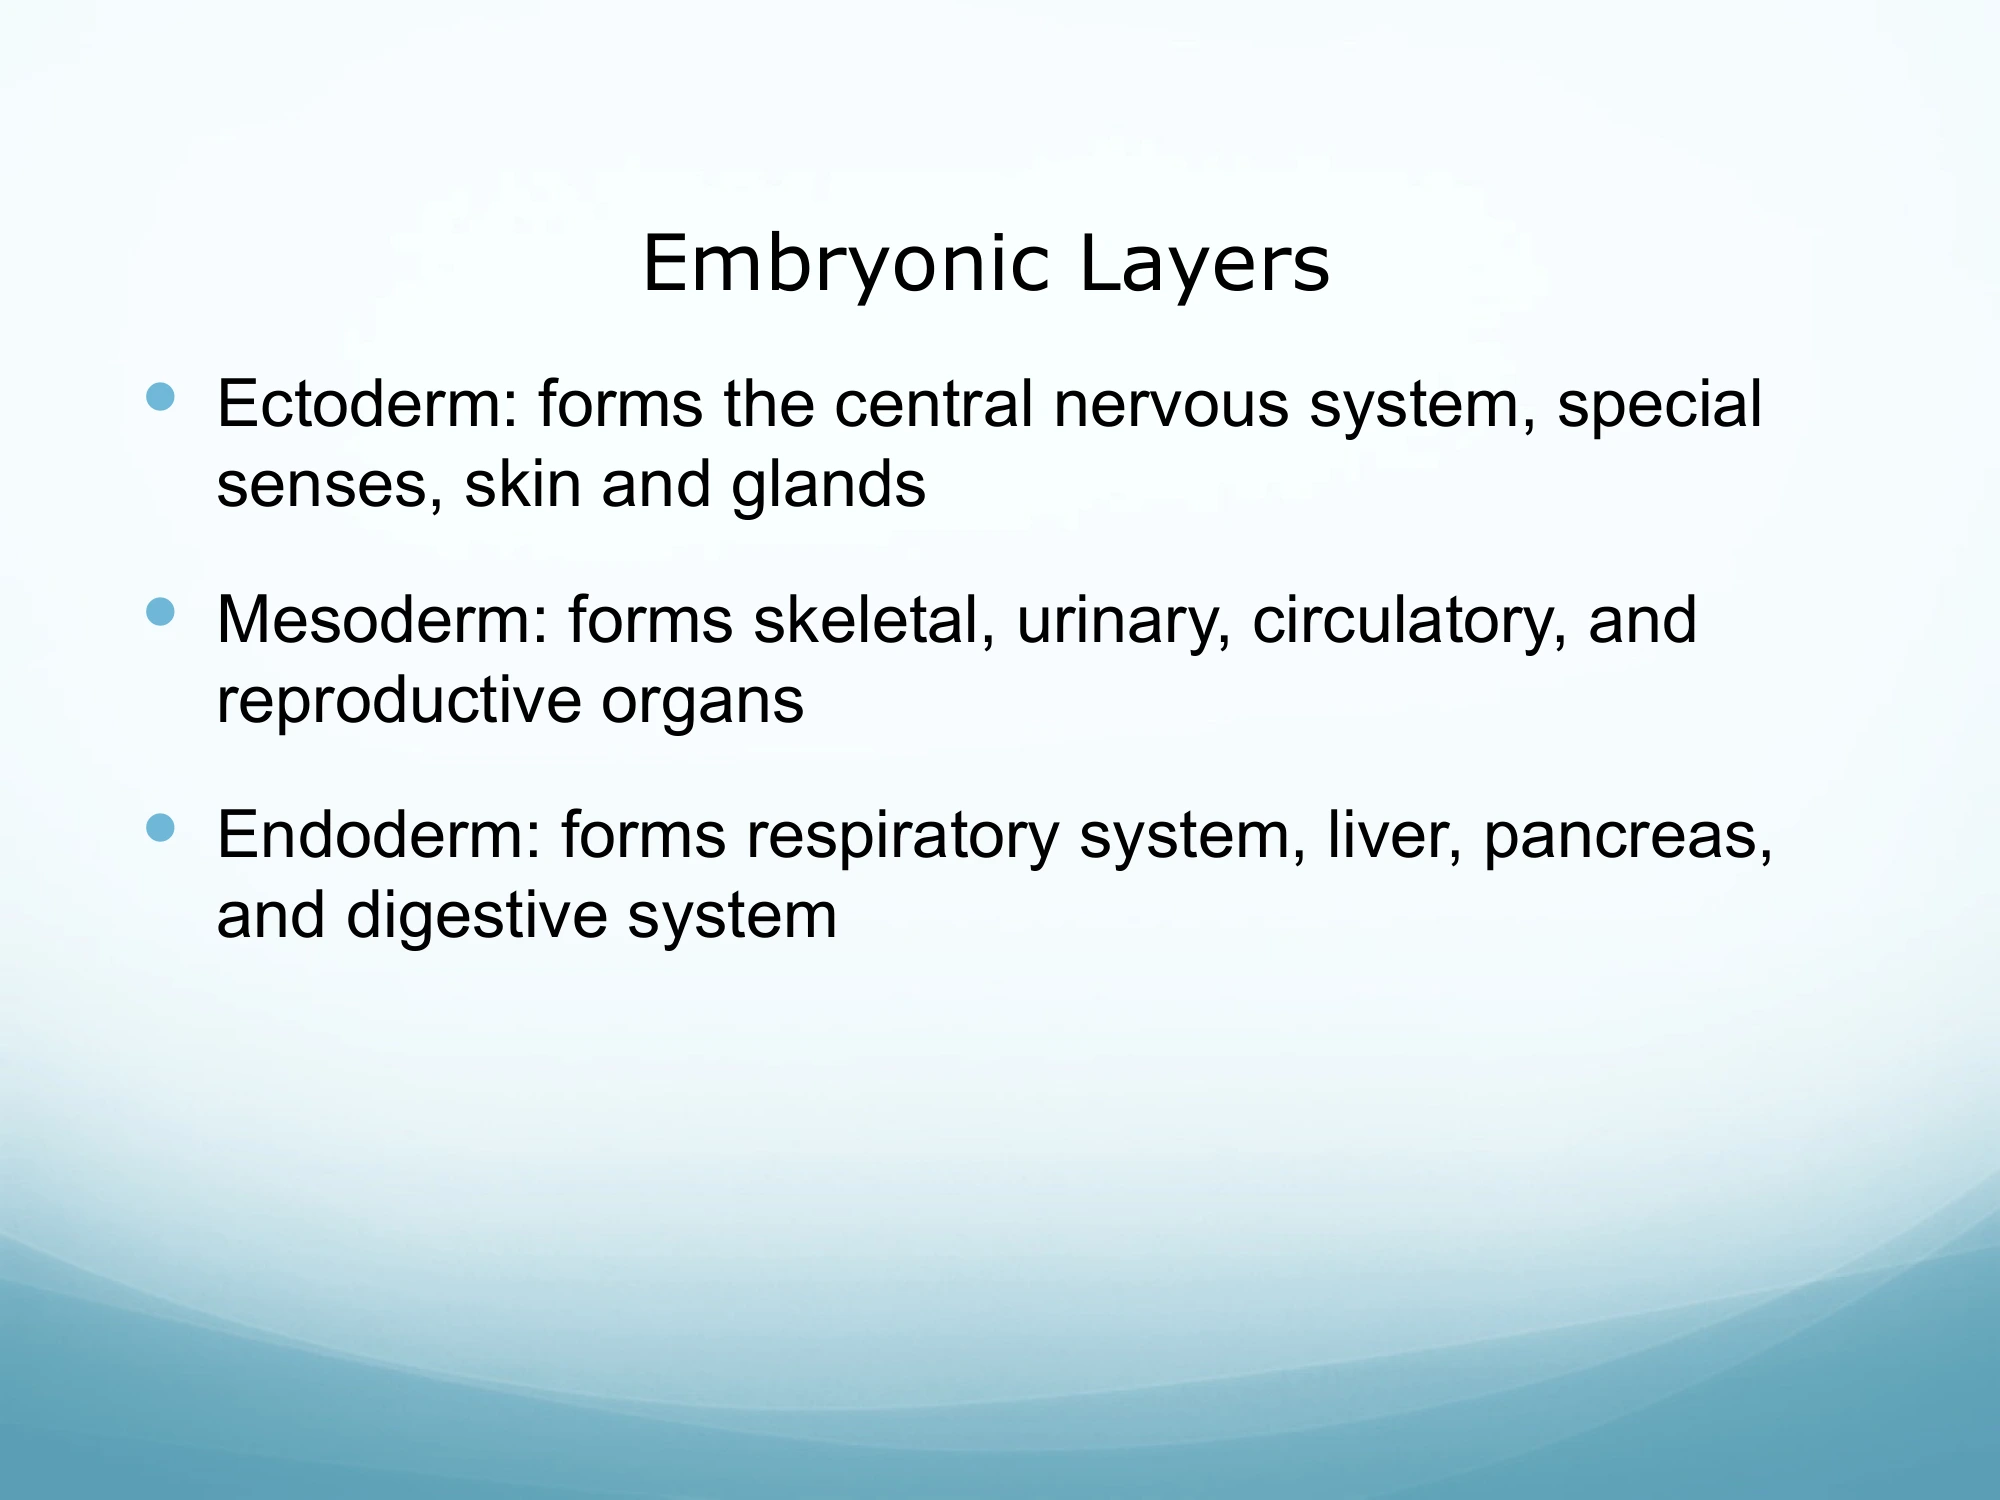 Embryonic Layers
• Ectoderm: forms the central nervous system, special
senses, skin and glands
• Mesoderm: forms skeletal, urinary, circulatory, and
reproductive organs
• Endoderm: forms respiratory system, liver, pancreas,
and digestive system